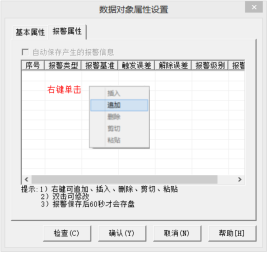 数据对象属性设置
基本属性 报警属性
自动保存产生的报警信息
序号 报警类型 报警基准 触发误差 解除误差 报警级别 报警
右键单击
插入
追加
删除
剪切
粘贴
提示:1) 右键可追加、插入、删除、剪切、粘贴
2) 双击可修改
3) 报警保存后60秒才会存盘
检查(C) 确认(Y) 取消(N) 帮助[H]